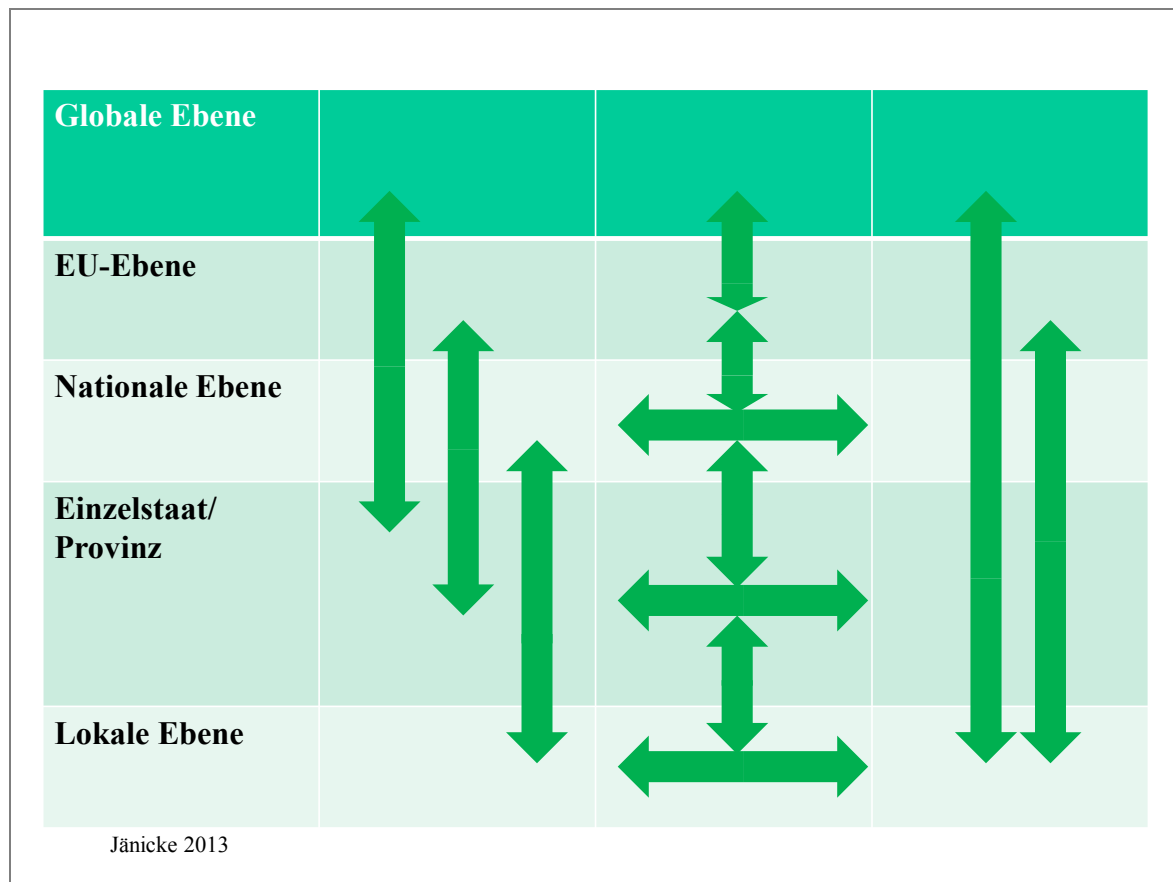 Globale Ebene
EU-Ebene
Nationale Ebene
Einzelstaat/
Provinz
Lokale Ebene
Jänicke 2013